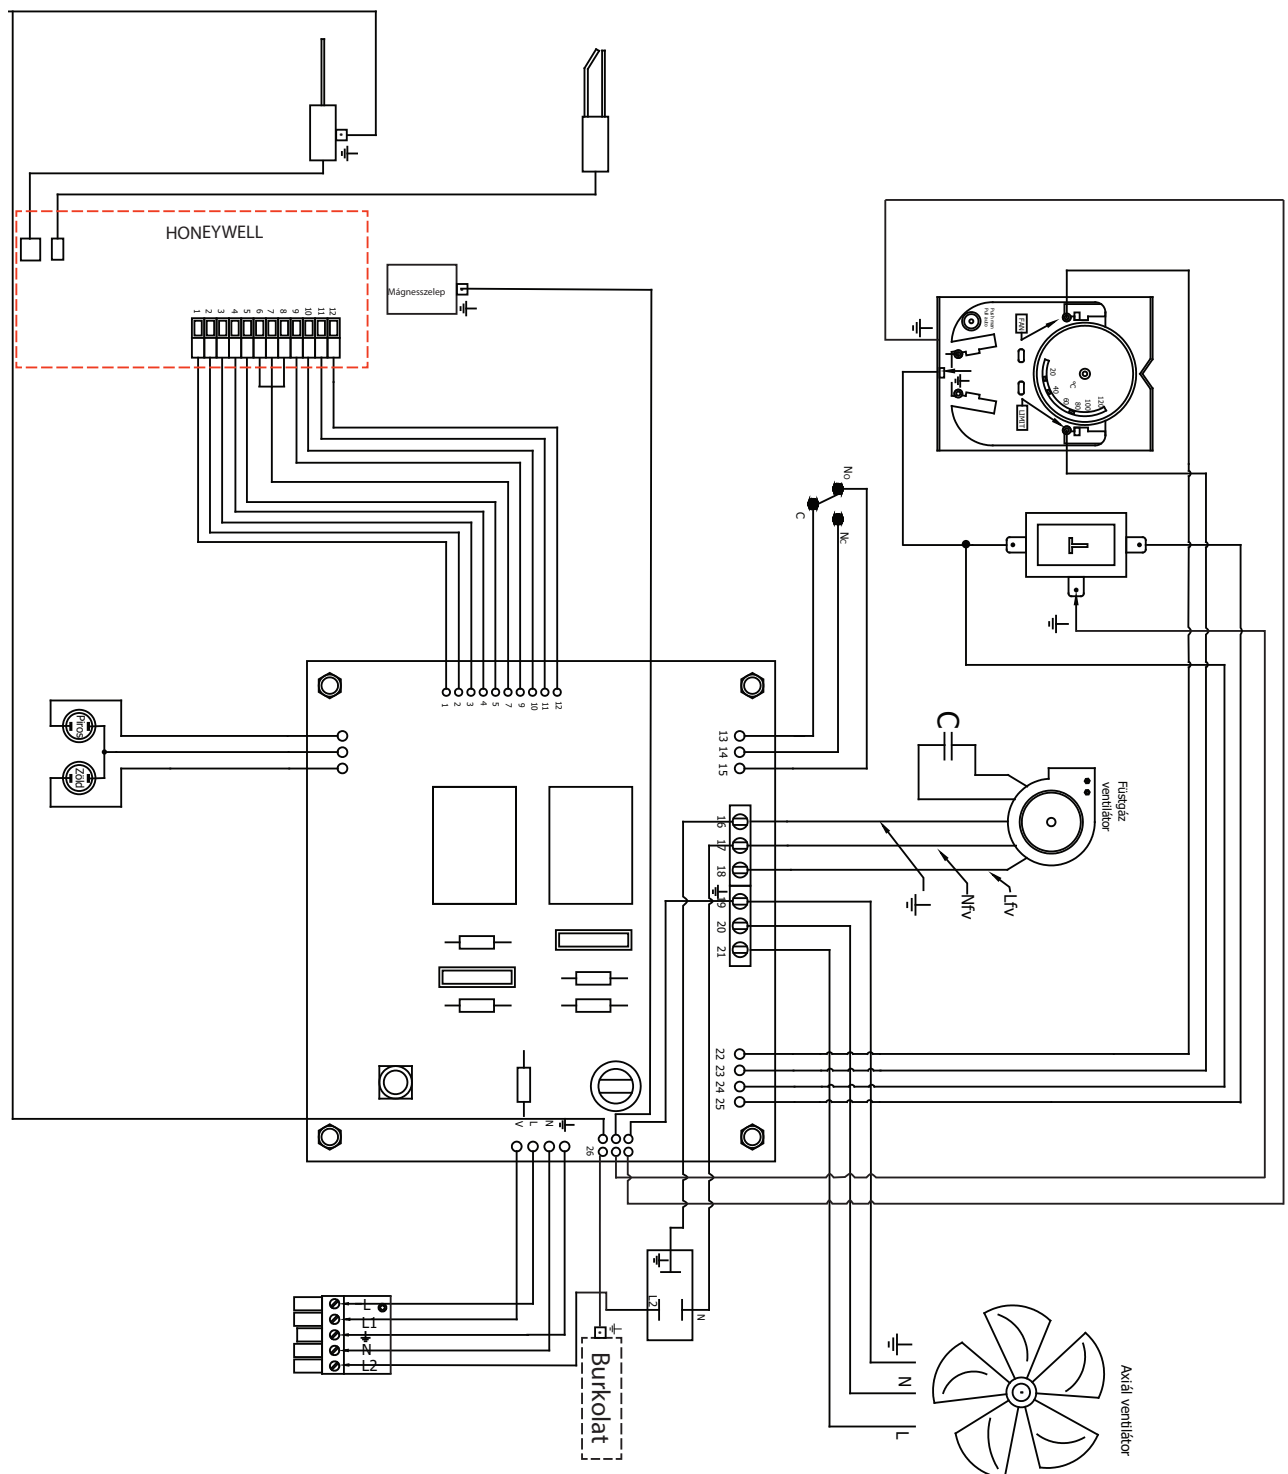 HONEYWELL
Mágnesszelep
1 2 3 4 5 6 7 8 9 10 11 12
FAN
20 40 60 80 100 120
°C
LIMIT
No
C
Nc
1 2 3 4 5 7 9 10 11 12
Piros
Zöld
13
14
15
16
17
18
19
20
21
C
Füstgáz
ventilátor
Nfv
Lfv
22
23
24
25
V L N
26
L
L1
N
L2
L2
N
Burkolat
N
L
Axiál ventilátor